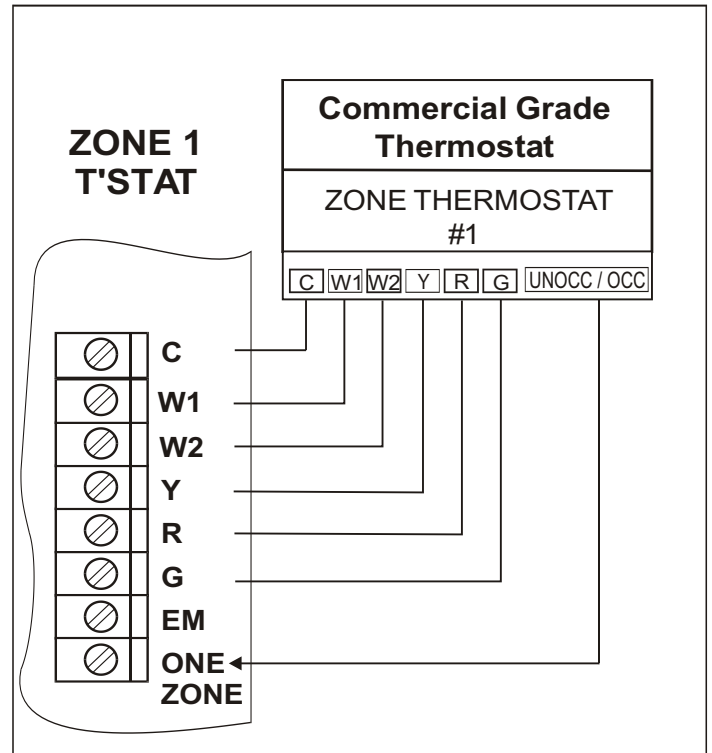 Commercial Grade
Thermostat
ZONE 1
T'STAT
ZONE THERMOSTAT
#1
C W1 W2 Y R G UNOCC / OCC
C
W1
W2
Y
R
G
EM
ONE
ZONE